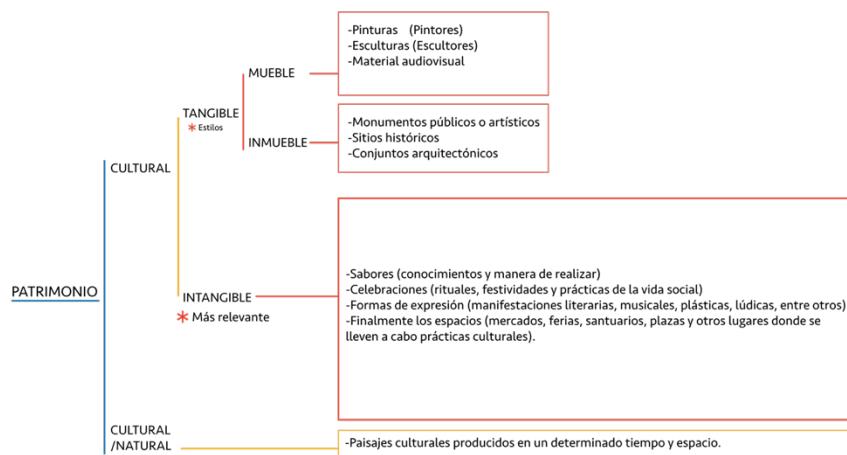 PATRIMONIO
CULTURAL
TANGIBLE
* Estilos
MUEBLE
-Pinturas (Pintores)
-Esculturas (Escultores)
-Material audiovisual
INMUEBLE
-Monumentos públicos o artísticos
-Sitios históricos
-Conjuntos arquitectónicos
INTANGIBLE
* Más relevante
-Sabores (conocimientos y manera de realizar)
-Celebraciones (rituales, festividades y prácticas de la vida social)
-Formas de expresión (manifestaciones literarias, musicales, plásticas, lúdicas, entre otros)
-Finalmente los espacios (mercados, ferias, santuarios, plazas y otros lugares donde se
lleven a cabo prácticas culturales).
CULTURAL
/NATURAL
-Paisajes culturales producidos en un determinado tiempo y espacio.